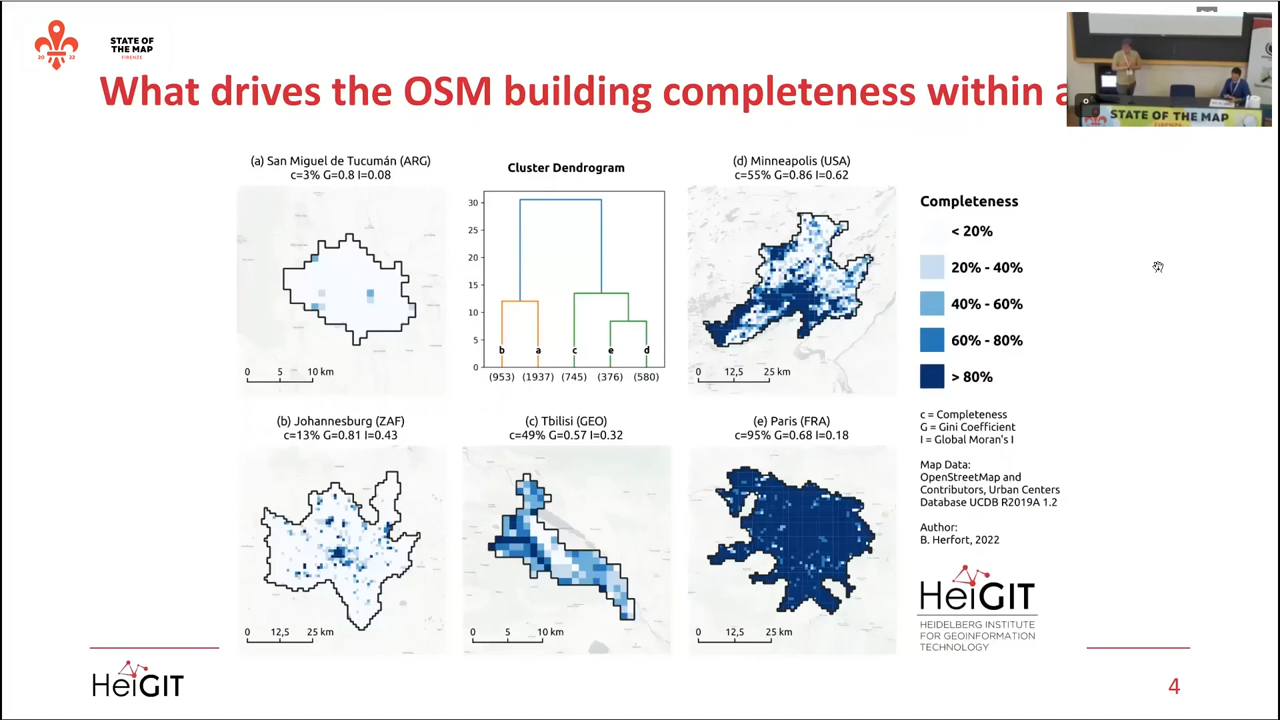 STATE OF
THE MAP
FIRENZE
20 22
What drives the OSM building completeness within a
STATE OF THE MAP
FIRENZE
(a) San Miguel de Tucumán (ARG)
c=3% G=0.8 I=0.08
0 5 10 km
Cluster Dendrogram
30
25
20
15
10
5
0
b a c e d
(953) (1937) (745) (376) (580)
(d) Minneapolis (USA)
c=55% G=0.86 I=0.62
0 12,5 25 km
(b) Johannesburg (ZAF)
c=13% G=0.81 I=0.43
0 12,5 25 km
(c) Tbilisi (GEO)
c=49% G=0.57 I=0.32
0 5 10 km
(e) Paris (FRA)
c=95% G=0.68 I=0.18
0 12,5 25 km
Completeness
< 20%
20% - 40%
40% - 60%
60% - 80%
> 80%
c = Completeness
G = Gini Coefficient
I = Global Moran's I
Map Data:
OpenStreetMap and
Contributors, Urban Centers
Database UCDB R2019A 1.2
Author:
B. Herfort, 2022
HeiGIT
HEIDELBERG INSTITUTE
FOR GEOINFORMATION
TECHNOLOGY
HeiGIT
4